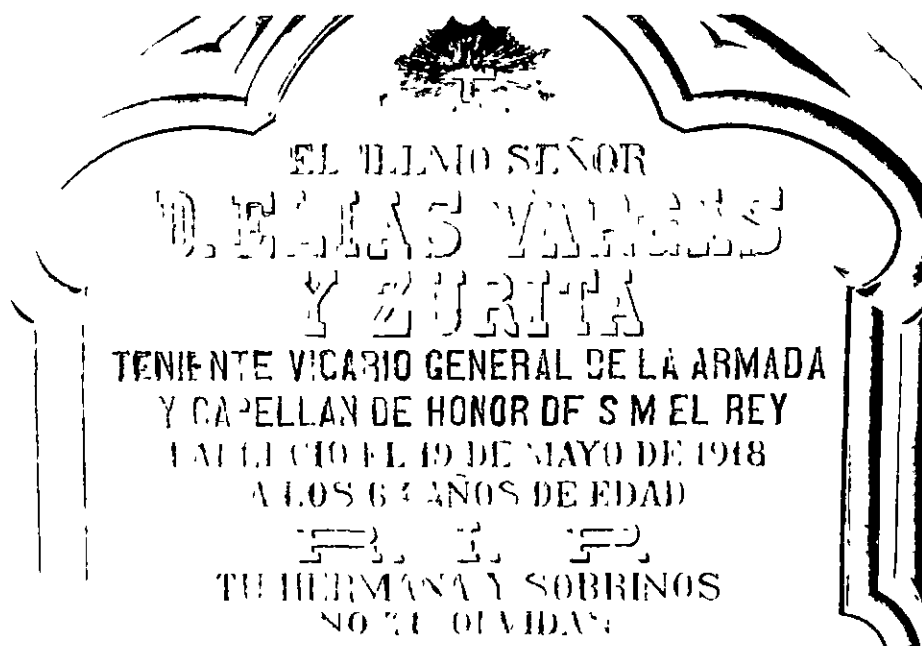 EL ILLMO SEÑOR
D. ELIAS VARGES
Y ZURITA
TENIENTE VICARIO GENERAL DE LA ARMADA
Y CAPELLAN DE HONOR DE S M EL REY
FALLECIO EL 19 DE MAYO DE 1918
A LOS AÑOS DE EDAD
R. I. P.
TU HERMANA Y SOBRINOS
NO TE OLVIDAN